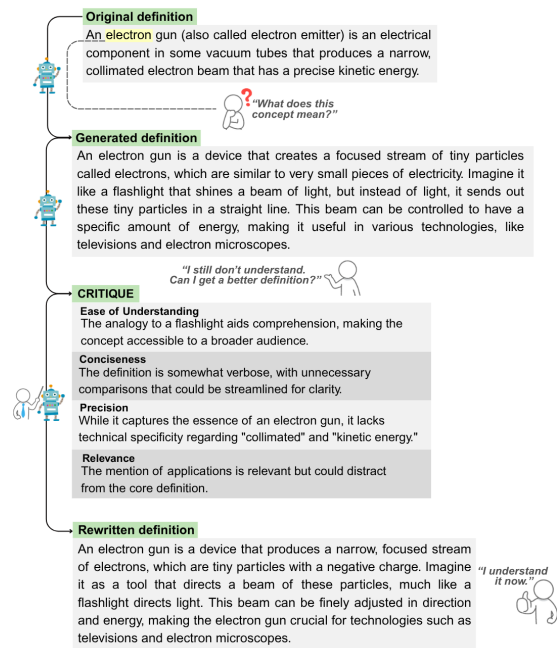 Original definition
An electron gun (also called electron emitter) is an electrical
component in some vacuum tubes that produces a narrow,
collimated electron beam that has a precise kinetic energy.
?
“What does this
concept mean?”
Generated definition
An electron gun is a device that creates a focused stream of tiny particles
called electrons, which are similar to very small pieces of electricity. Imagine it
like a flashlight that shines a beam of light, but instead of light, it sends out
these tiny particles in a straight line. This beam can be controlled to have a
specific amount of energy, making it useful in various technologies, like
televisions and electron microscopes.
“I still don’t understand.
Can I get a better definition?”
CRITIQUE
Ease of Understanding
The analogy to a flashlight aids comprehension, making the
concept accessible to a broader audience.
Conciseness
The definition is somewhat verbose, with unnecessary
comparisons that could be streamlined for clarity.
Precision
While it captures the essence of an electron gun, it lacks
technical specificity regarding "collimated" and "kinetic energy."
Relevance
The mention of applications is relevant but could distract
from the core definition.
Rewritten definition
An electron gun is a device that produces a narrow, focused stream
of electrons, which are tiny particles with a negative charge. Imagine
it as a tool that directs a beam of these particles, much like a
flashlight directs light. This beam can be finely adjusted in direction
and energy, making the electron gun crucial for technologies such as
televisions and electron microscopes.
“I understand
it now.”